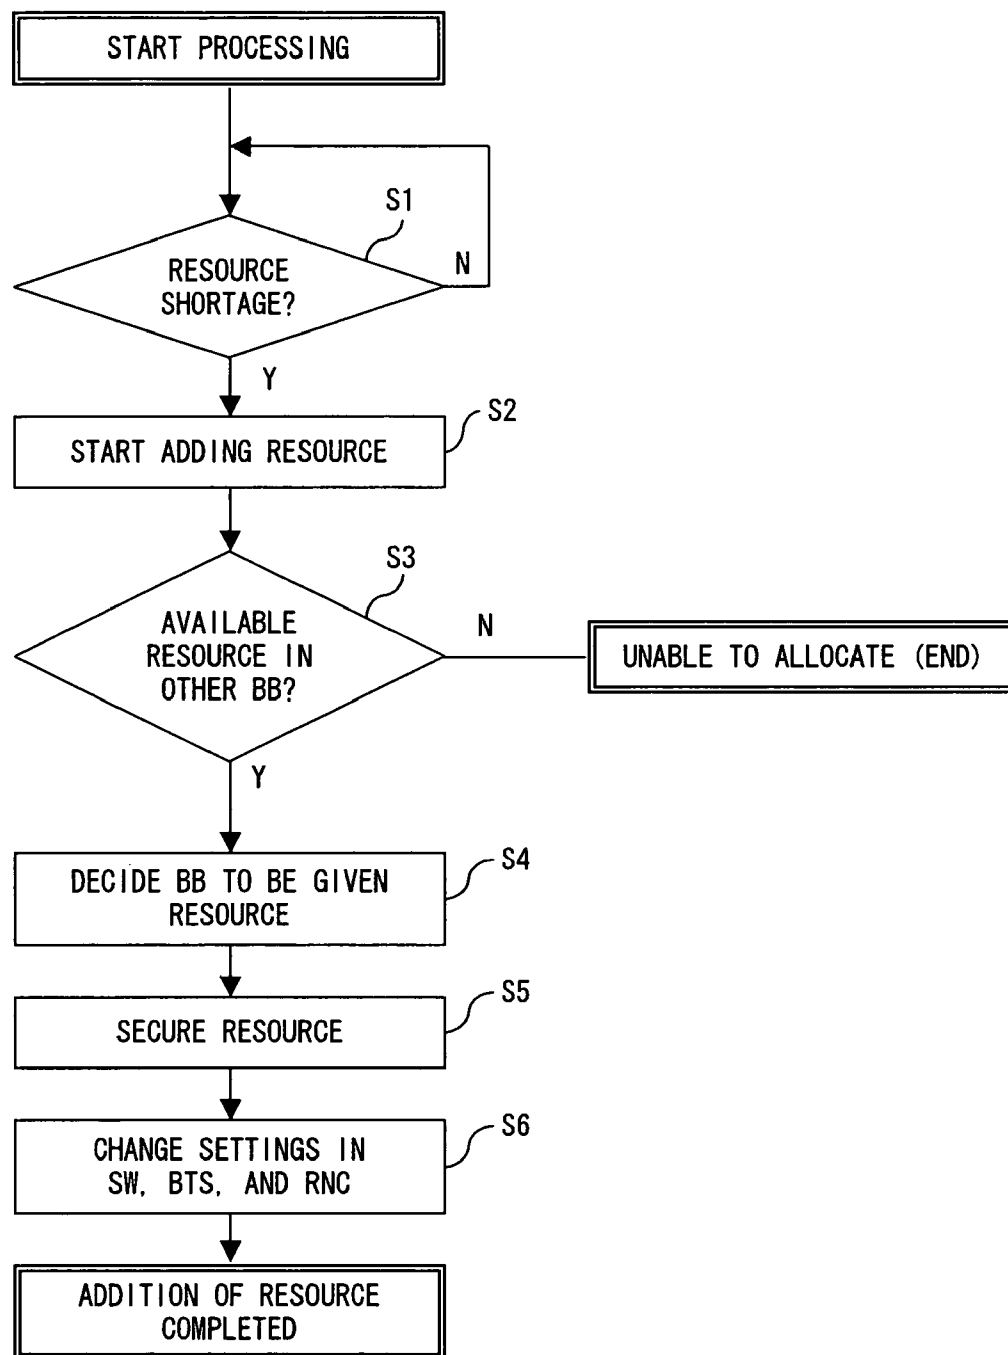 START PROCESSING
S1
RESOURCE
SHORTAGE?
N
Y
S2
START ADDING RESOURCE
S3
AVAILABLE
RESOURCE IN
OTHER BB?
N
UNABLE TO ALLOCATE (END)
Y
S4
DECIDE BB TO BE GIVEN
RESOURCE
S5
SECURE RESOURCE
S6
CHANGE SETTINGS IN
SW, BTS, AND RNC
ADDITION OF RESOURCE
COMPLETED